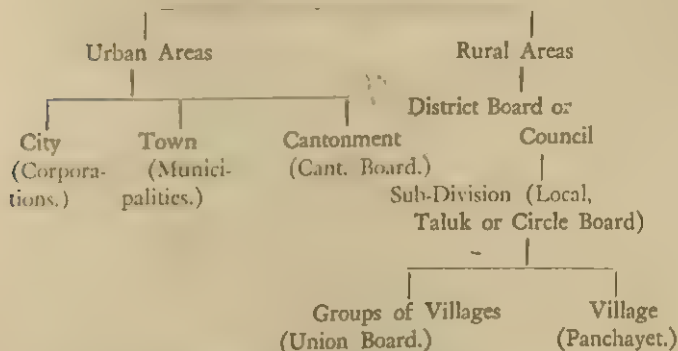 Urban Areas
Rural Areas
City
(Corpora-
tions.)
Town
(Munici-
palities.)
Cantonment
(Cant. Board.)
District Board or
Council
Sub-Division (Local,
Taluk or Circle Board)
Groups of Villages
(Union Board.)
Village
(Panchayet.)